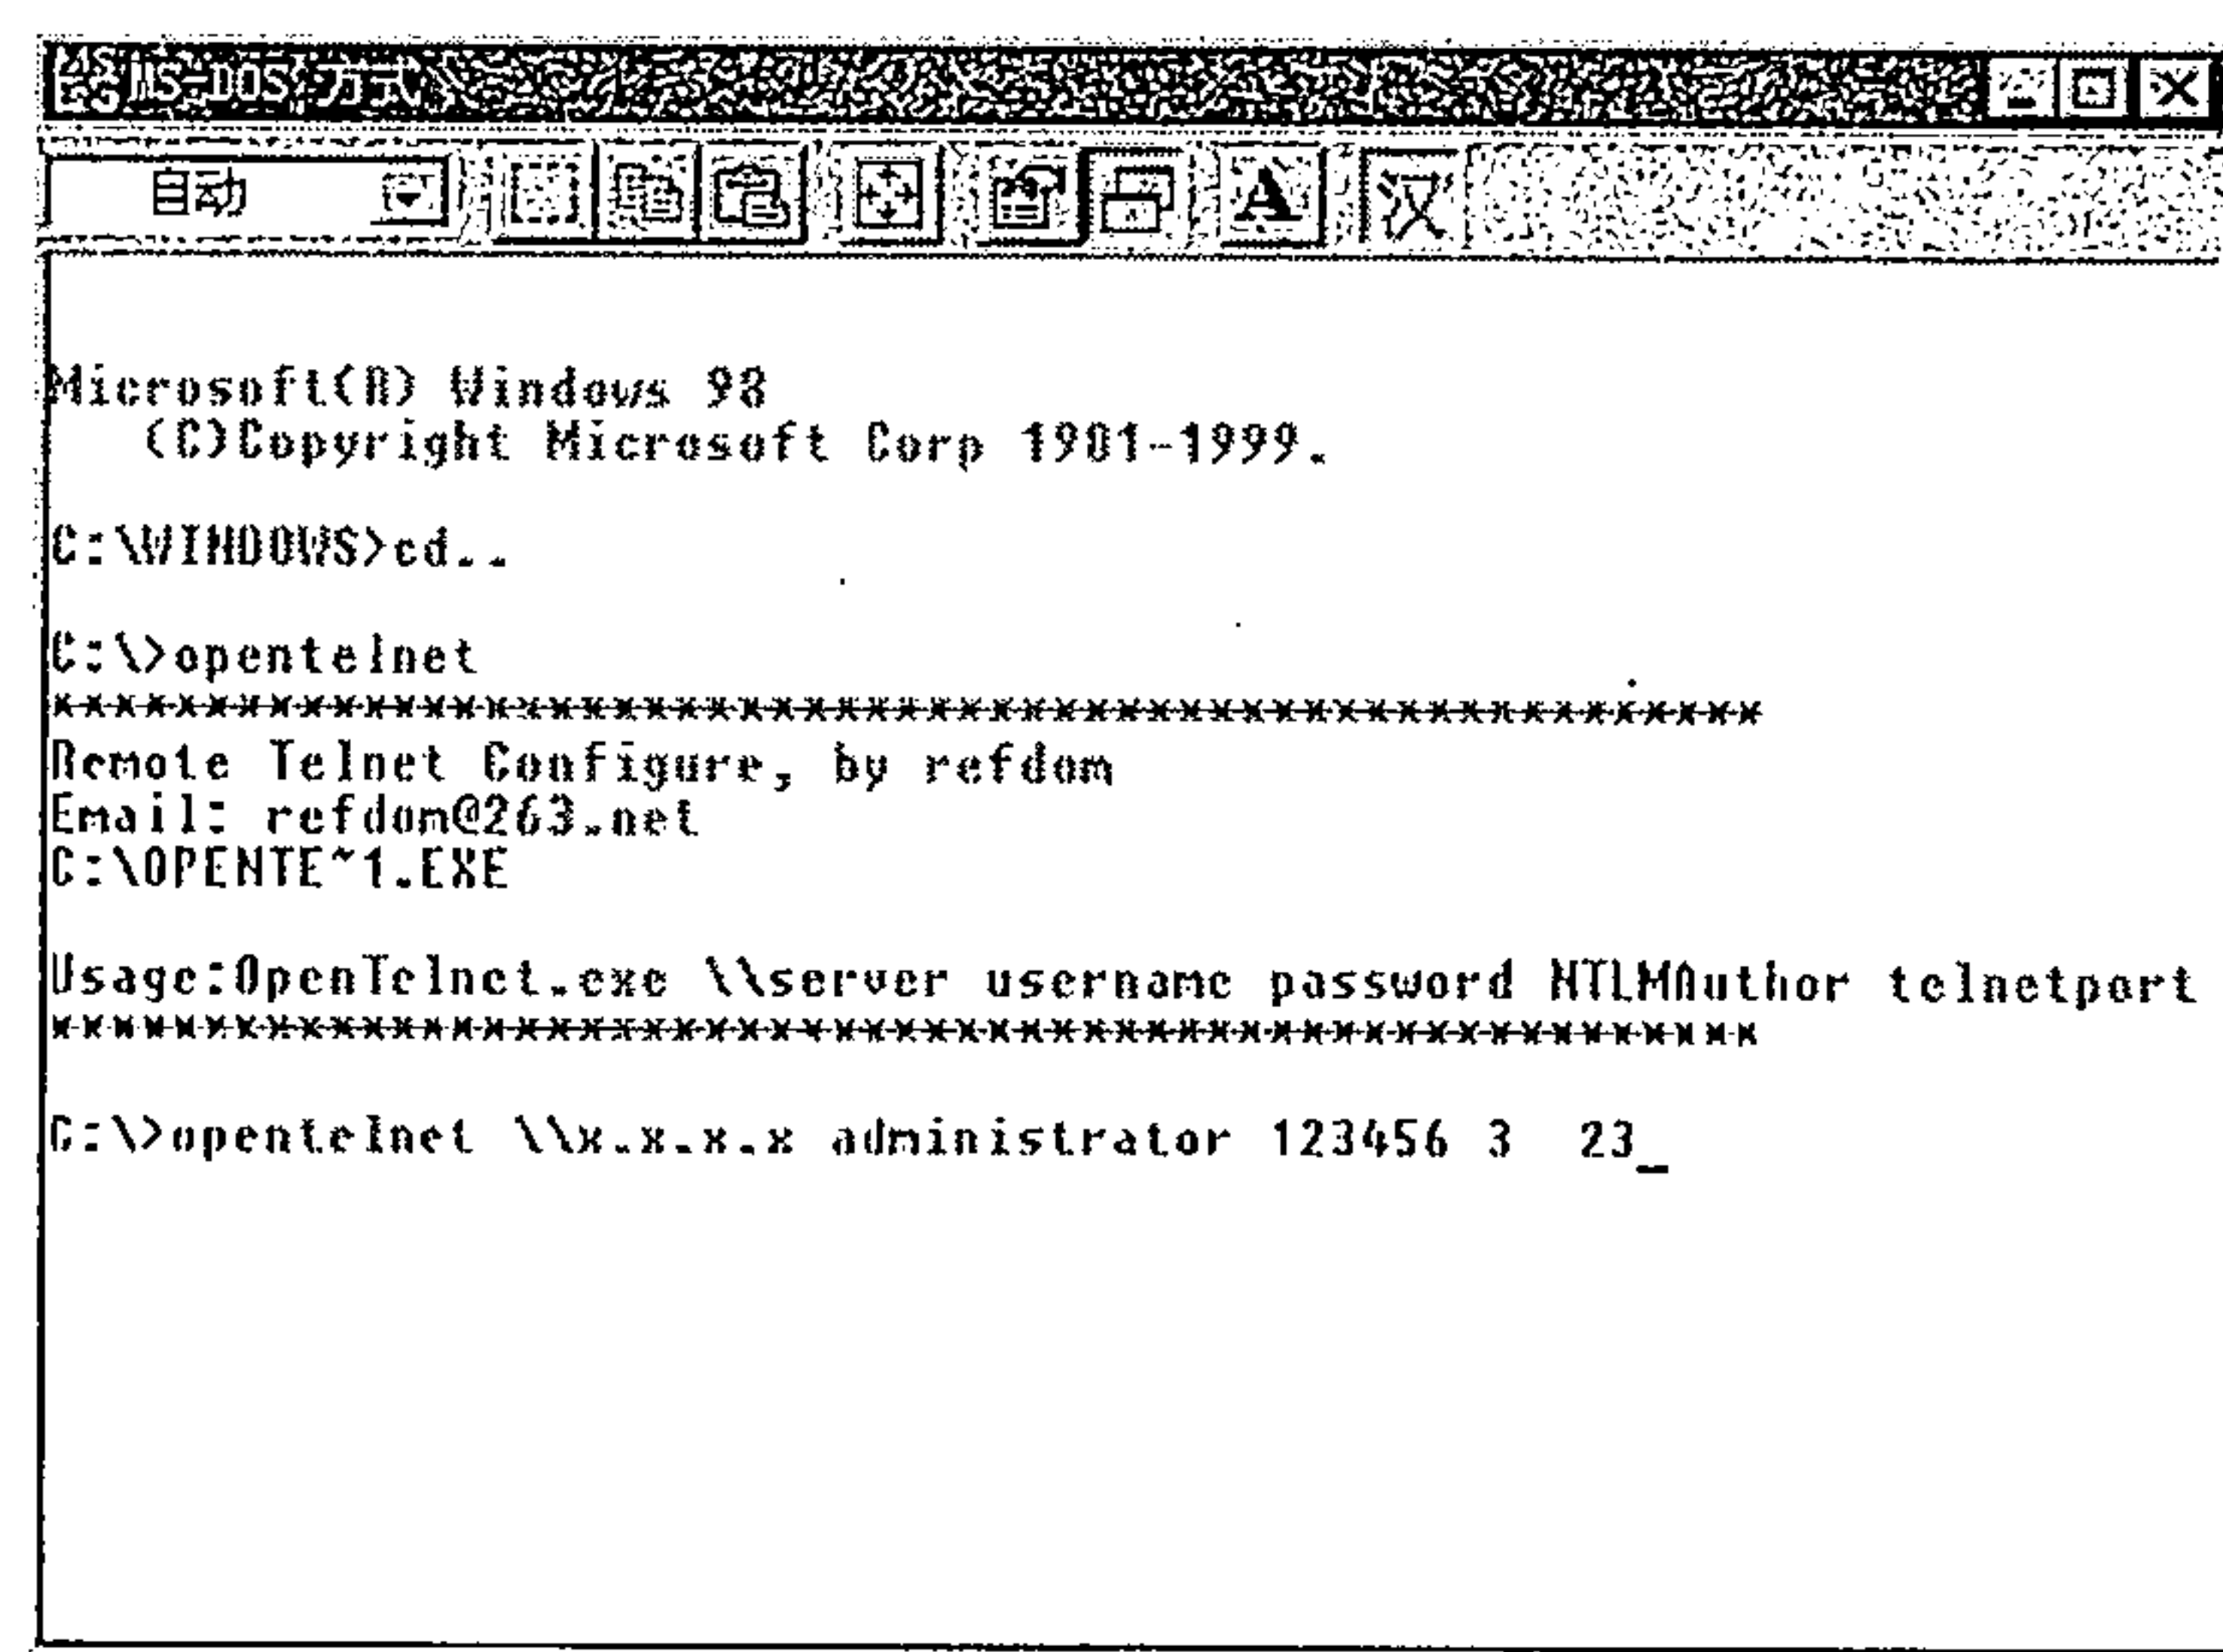 MS-DOS 方式
自动 A 汉
Microsoft(R) Windows 98
(C)Copyright Microsoft Corp 1981-1999.
C:\WINDOWS>cd..
C:\>opentelnet
*******************************************************
Remote Telnet Configure, by refdom
Email: refdom@263.net
C:\OPENTE~1.EXE
Usage:OpenTelnet.exe \\server username password NTLMAuthor telnetport
*******************************************************
C:\>opentelnet \\x.x.x.x administrator 123456 3  23_